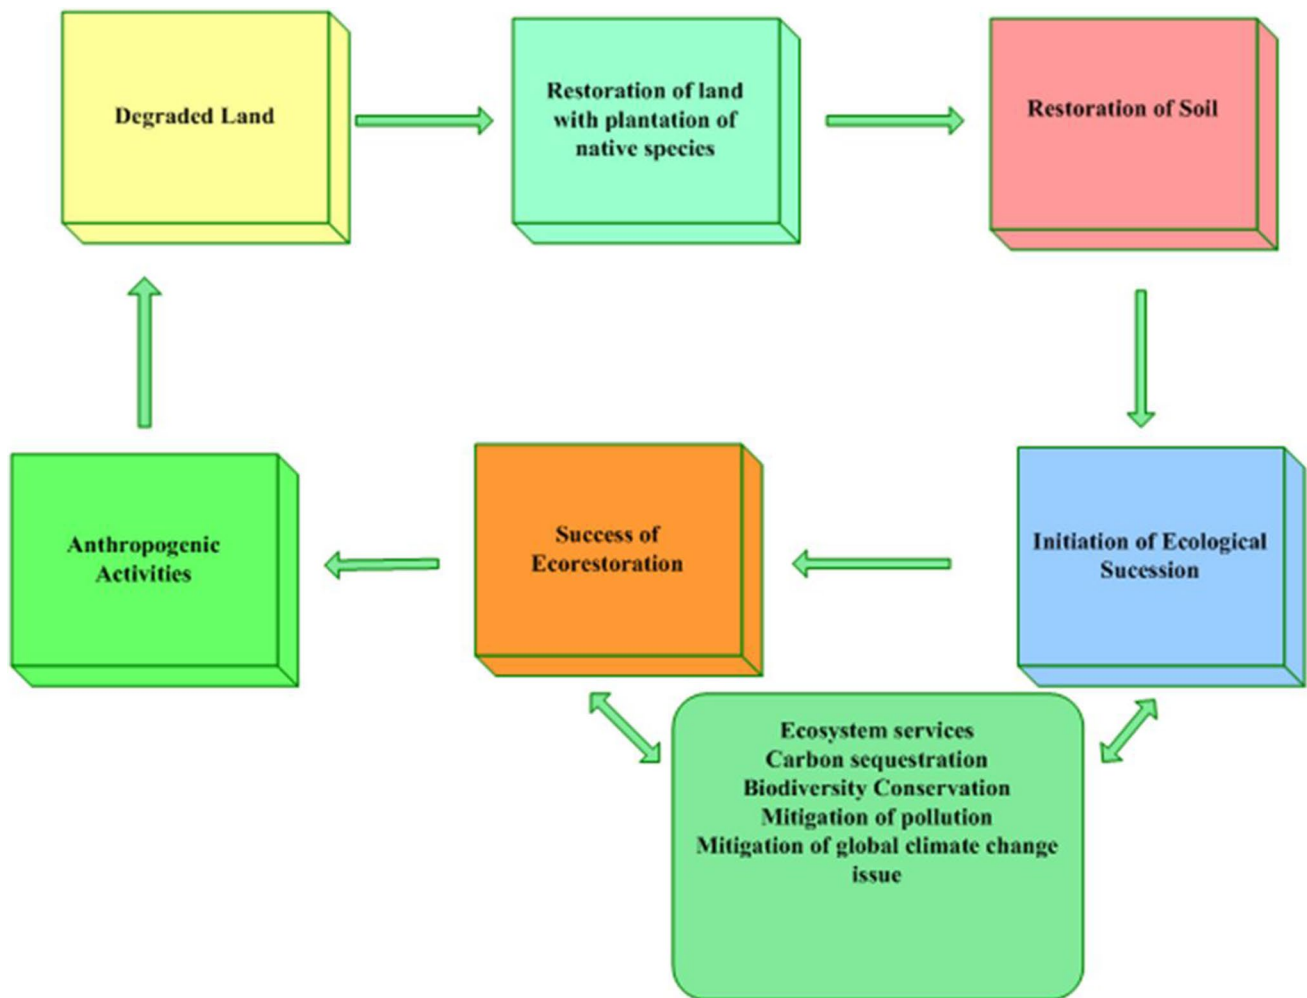 Degraded Land
Restoration of land
with plantation of
native species
Restoration of Soil
Anthropogenic
Activities
Success of
Ecorestoration
Initiation of Ecological
Sucession
Ecosystem services
Carbon sequestration
Biodiversity Conservation
Mitigation of pollution
Mitigation of global climate change
issue